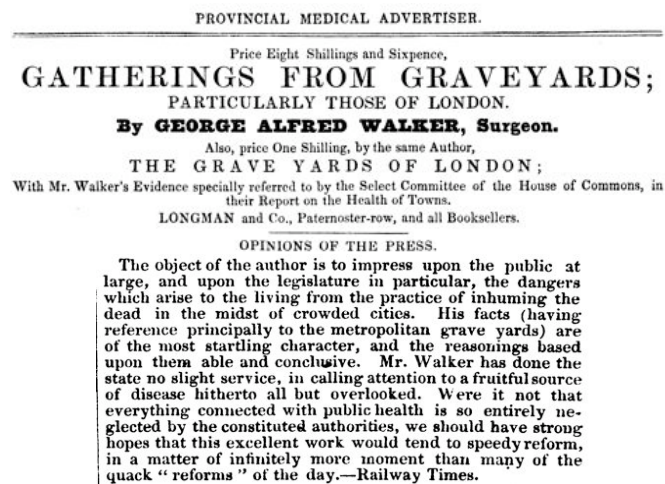 PROVINCIAL MEDICAL ADVERTISER.
Price Eight Shillings and Sixpence,
GATHERINGS FROM GRAVEYARDS;
PARTICULARLY THOSE OF LONDON.
By GEORGE ALFRED WALKER, Surgeon.
Also, price One Shilling, by the same Author,
THE GRAVE YARDS OF LONDON;
With Mr. Walker's Evidence specially referred to by the Select Committee of the House of Commons, in
their Report on the Health of Towns.
LONGMAN and Co., Paternoster-row, and all Booksellers.
OPINIONS OF THE PRESS.
The object of the author is to impress upon the public at
large, and upon the legislature in particular, the dangers
which arise to the living from the practice of inhuming the
dead in the midst of crowded cities. His facts (having
reference principally to the metropolitan grave yards) are
of the most startling character, and the reasonings based
upon them able and conclusive. Mr. Walker has done the
state no slight service, in calling attention to a fruitful source
of disease hitherto all but overlooked. Were it not that
everything connected with public health is so entirely ne-
glected by the constituted authorities, we should have strong
hopes that this excellent work would tend to speedy reform,
in a matter of infinitely more moment than many of the
quack "reforms" of the day.—Railway Times.